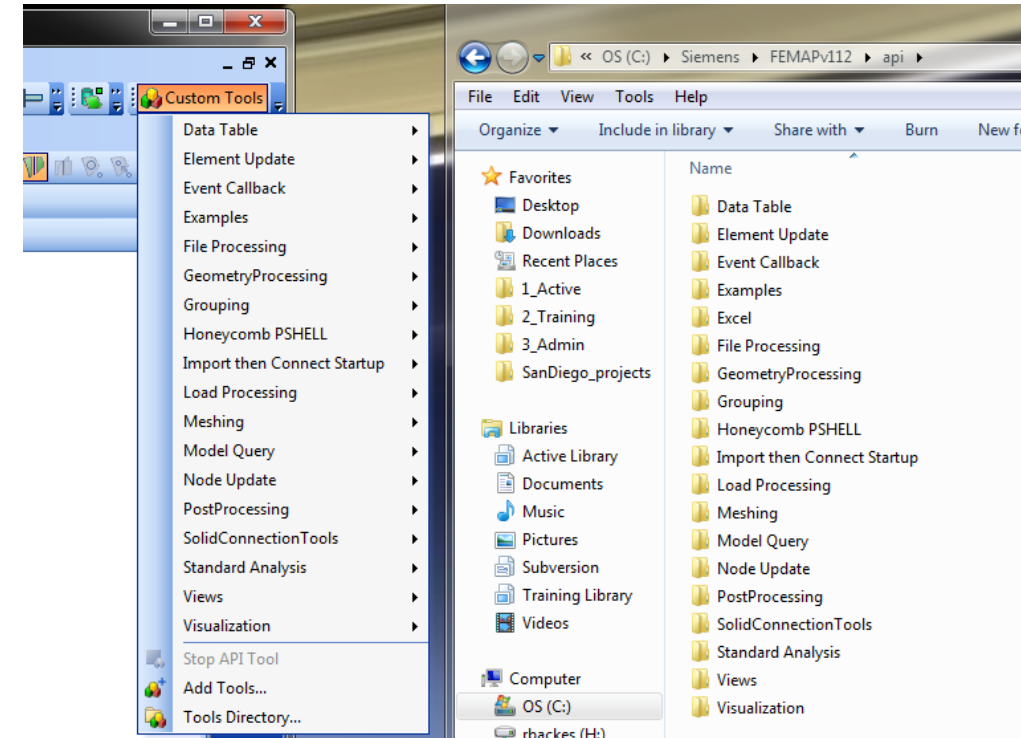 Custom Tools
Data Table
Element Update
Event Callback
Examples
File Processing
GeometryProcessing
Grouping
Honeycomb PSHELL
Import then Connect Startup
Load Processing
Meshing
Model Query
Node Update
PostProcessing
SolidConnectionTools
Standard Analysis
Views
Visualization
Stop API Tool
Add Tools...
Tools Directory...
« OS (C:) Siemens FEMAPv112 api
File Edit View Tools Help
Organize Include in library Share with Burn New f
Favorites
Desktop
Downloads
Recent Places
1_Active
2_Training
3_Admin
SanDiego_projects
Libraries
Active Library
Documents
Music
Pictures
Subversion
Training Library
Videos
Computer
OS (C:)
rbackes (H:)
Name
Data Table
Element Update
Event Callback
Examples
Excel
File Processing
GeometryProcessing
Grouping
Honeycomb PSHELL
Import then Connect Startup
Load Processing
Meshing
Model Query
Node Update
PostProcessing
SolidConnectionTools
Standard Analysis
Views
Visualization